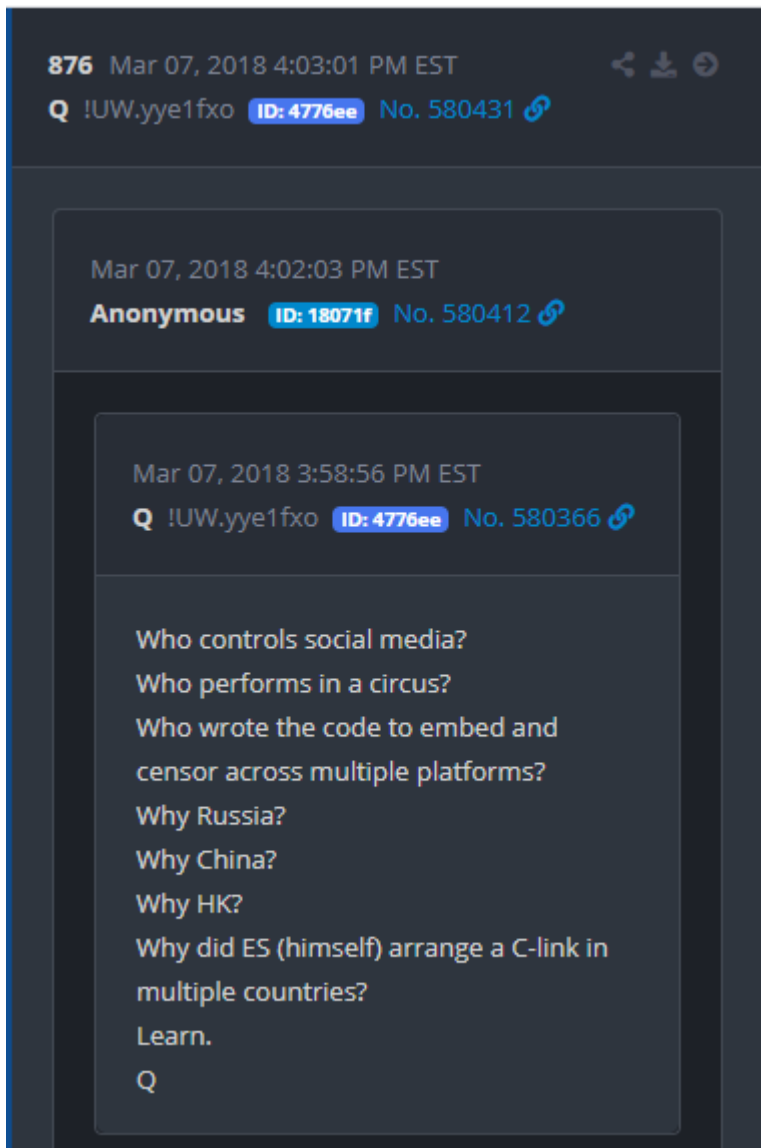 876 Mar 07, 2018 4:03:01 PM EST
Q !UW.yye1fxo ID: 4776ee No. 580431
Mar 07, 2018 4:02:03 PM EST
Anonymous ID: 18071f No. 580412
Mar 07, 2018 3:58:56 PM EST
Q !UW.yye1fxo ID: 4776ee No. 580366
Who controls social media?
Who performs in a circus?
Who wrote the code to embed and
censor across multiple platforms?
Why Russia?
Why China?
Why HK?
Why did ES (himself) arrange a C-link in
multiple countries?
Learn.
Q